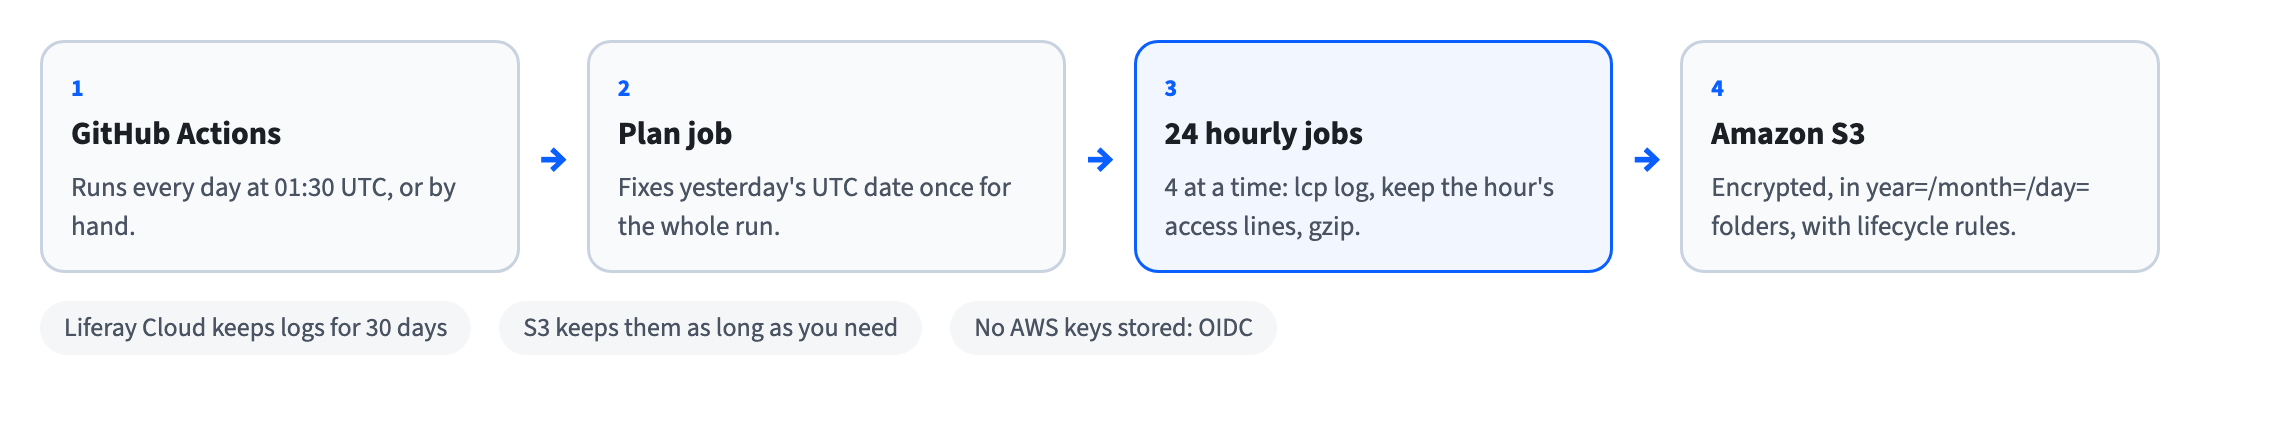 1
GitHub Actions
Runs every day at 01:30 UTC, or by
hand.
2
Plan job
Fixes yesterday's UTC date once for
the whole run.
3
24 hourly jobs
4 at a time: lcp log, keep the hour's
access lines, gzip.
4
Amazon S3
Encrypted, in year=/month=/day=
folders, with lifecycle rules.
Liferay Cloud keeps logs for 30 days
S3 keeps them as long as you need
No AWS keys stored: OIDC